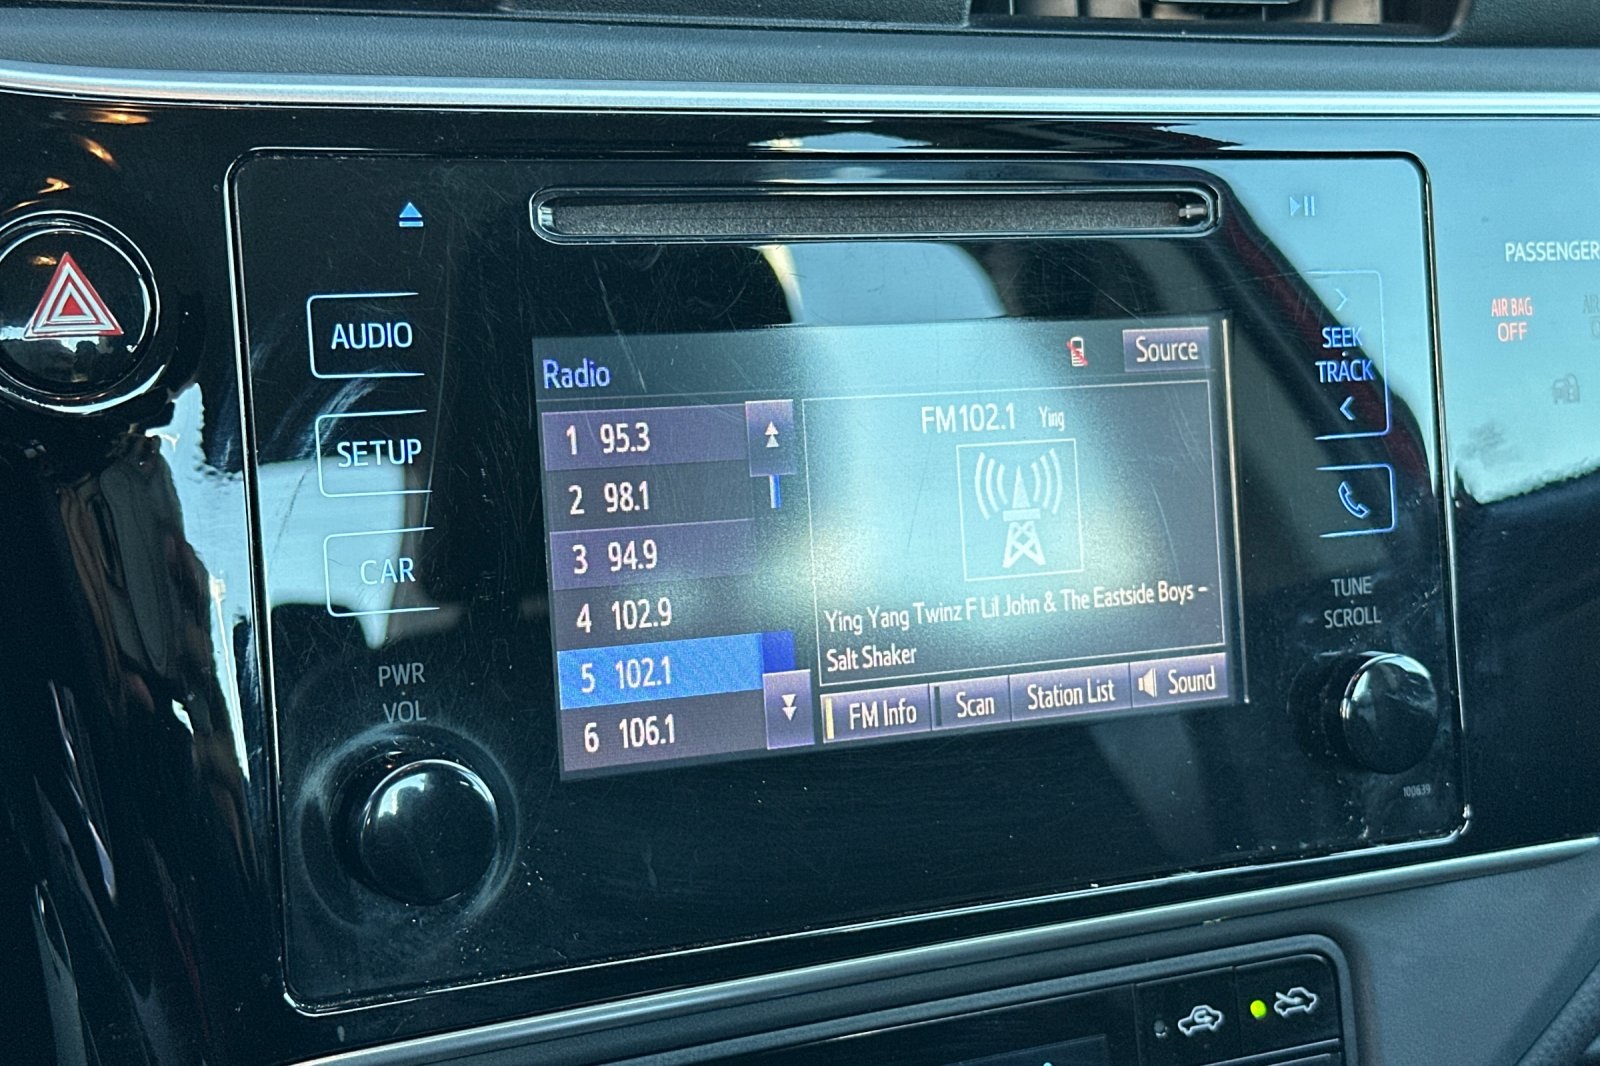 AUDIO
SETUP
CAR
PWR
VOL
Radio
Source
1 95.3
2 98.1
3 94.9
4 102.9
5 102.1
6 106.1
FM102.1 Ying
Ying Yang Twinz F Lil John & The Eastside Boys -
Salt Shaker
FM Info
Scan
Station List
Sound
SEEK
TRACK
TUNE
SCROLL
100639
PASSENGER
AIR BAG
OFF